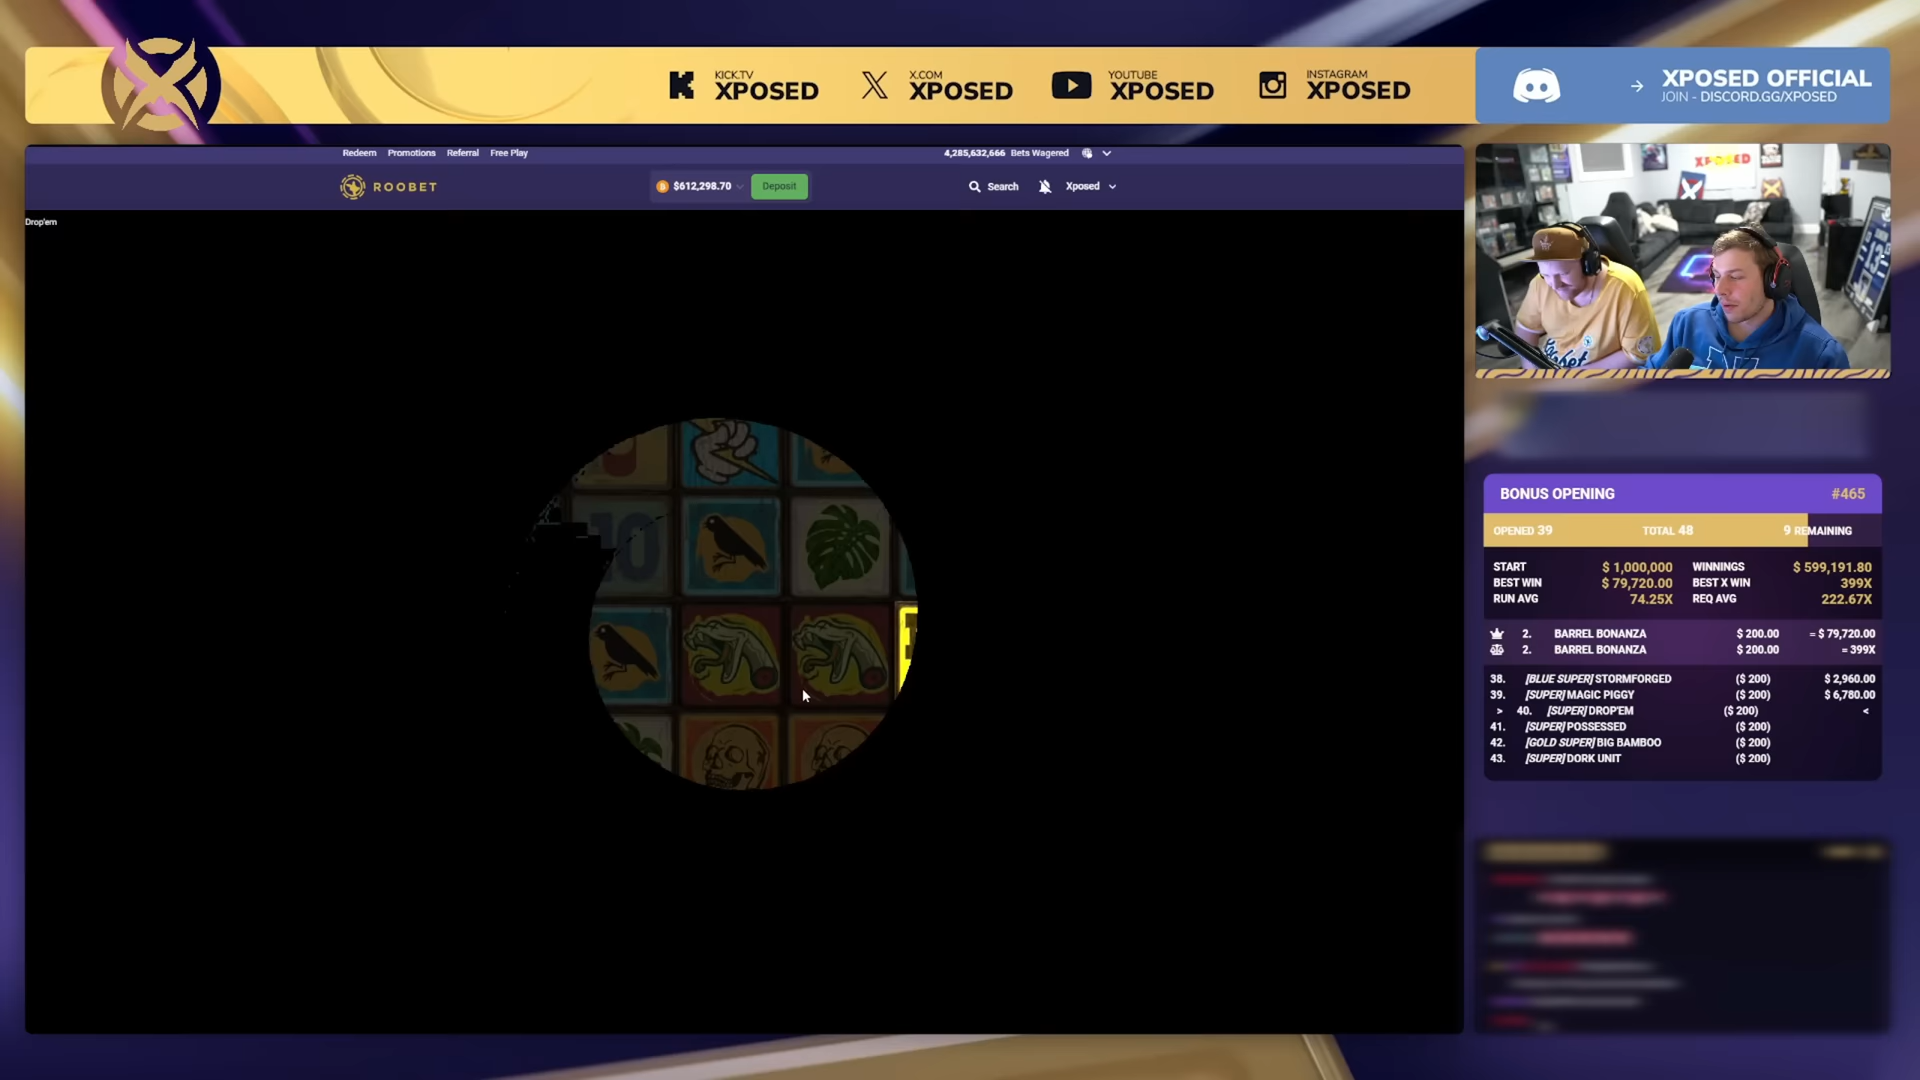 KICK.TV
XPOSED
X.COM
XPOSED
YOUTUBE
XPOSED
INSTAGRAM
XPOSED
XPOSED OFFICIAL
JOIN - DISCORD.GG/XPOSED
Redeem Promotions Referral Free Play
4,285,632,666 Bets Wagered
ROOBET
$612,298.70
Deposit
Search
Xposed
Drop'em
10
XPOSED
BONUS OPENING #465
OPENED 39 TOTAL 48 9 REMAINING
START $ 1,000,000 WINNINGS $ 599,191.80
BEST WIN $ 79,720.00 BEST X WIN 399X
RUN AVG 74.25X REQ AVG 222.67X
2. BARREL BONANZA $ 200.00 = $ 79,720.00
2. BARREL BONANZA $ 200.00 = 399X
38. [BLUE SUPER] STORMFORGED ($ 200) $ 2,960.00
39. [SUPER] MAGIC PIGGY ($ 200) $ 6,780.00
> 40. [SUPER] DROP'EM ($ 200) <
41. [SUPER] POSSESSED ($ 200)
42. [GOLD SUPER] BIG BAMBOO ($ 200)
43. [SUPER] DORK UNIT ($ 200)